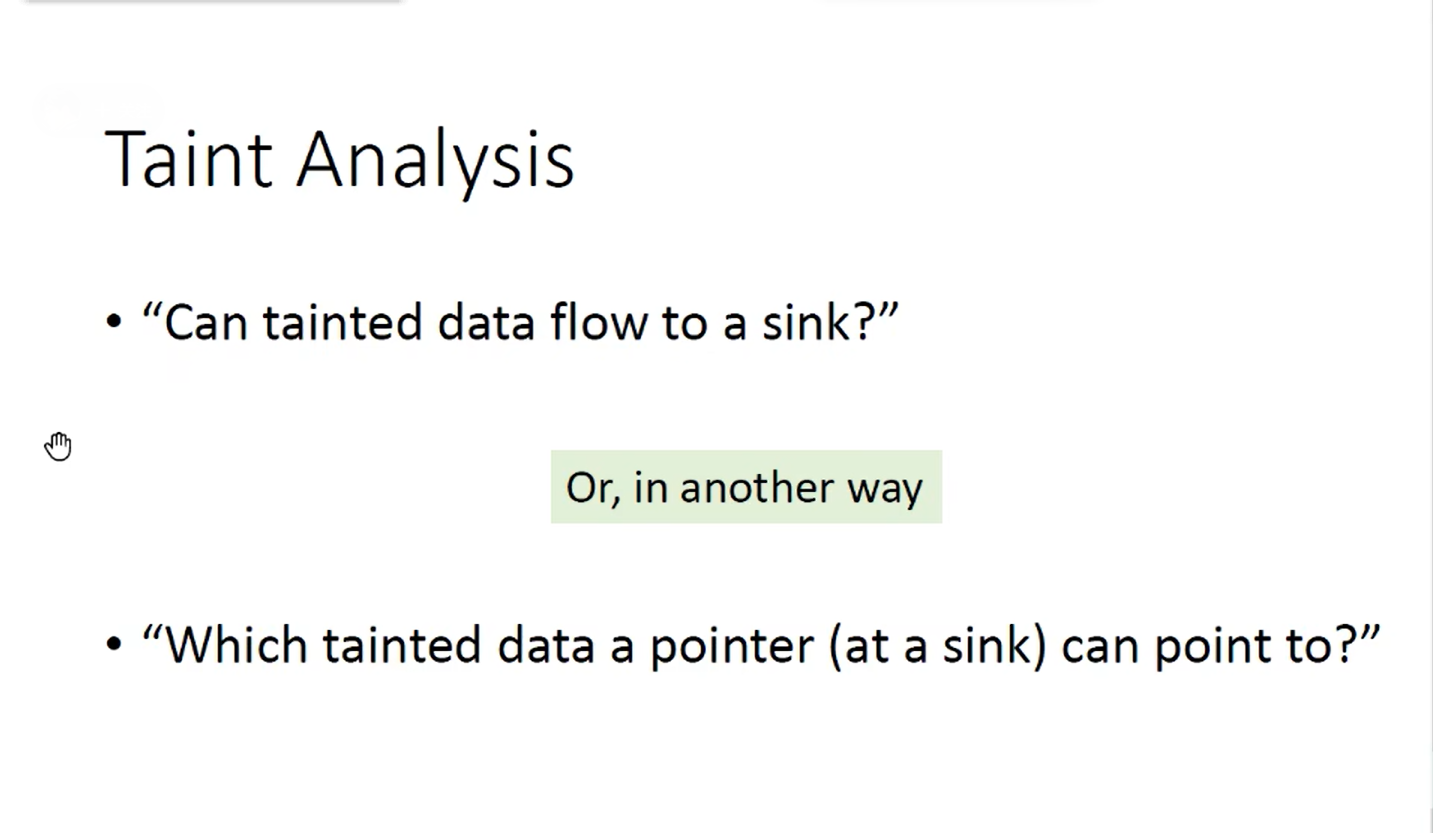 Taint Analysis
• “Can tainted data flow to a sink?”
Or, in another way
• “Which tainted data a pointer (at a sink) can point to?”